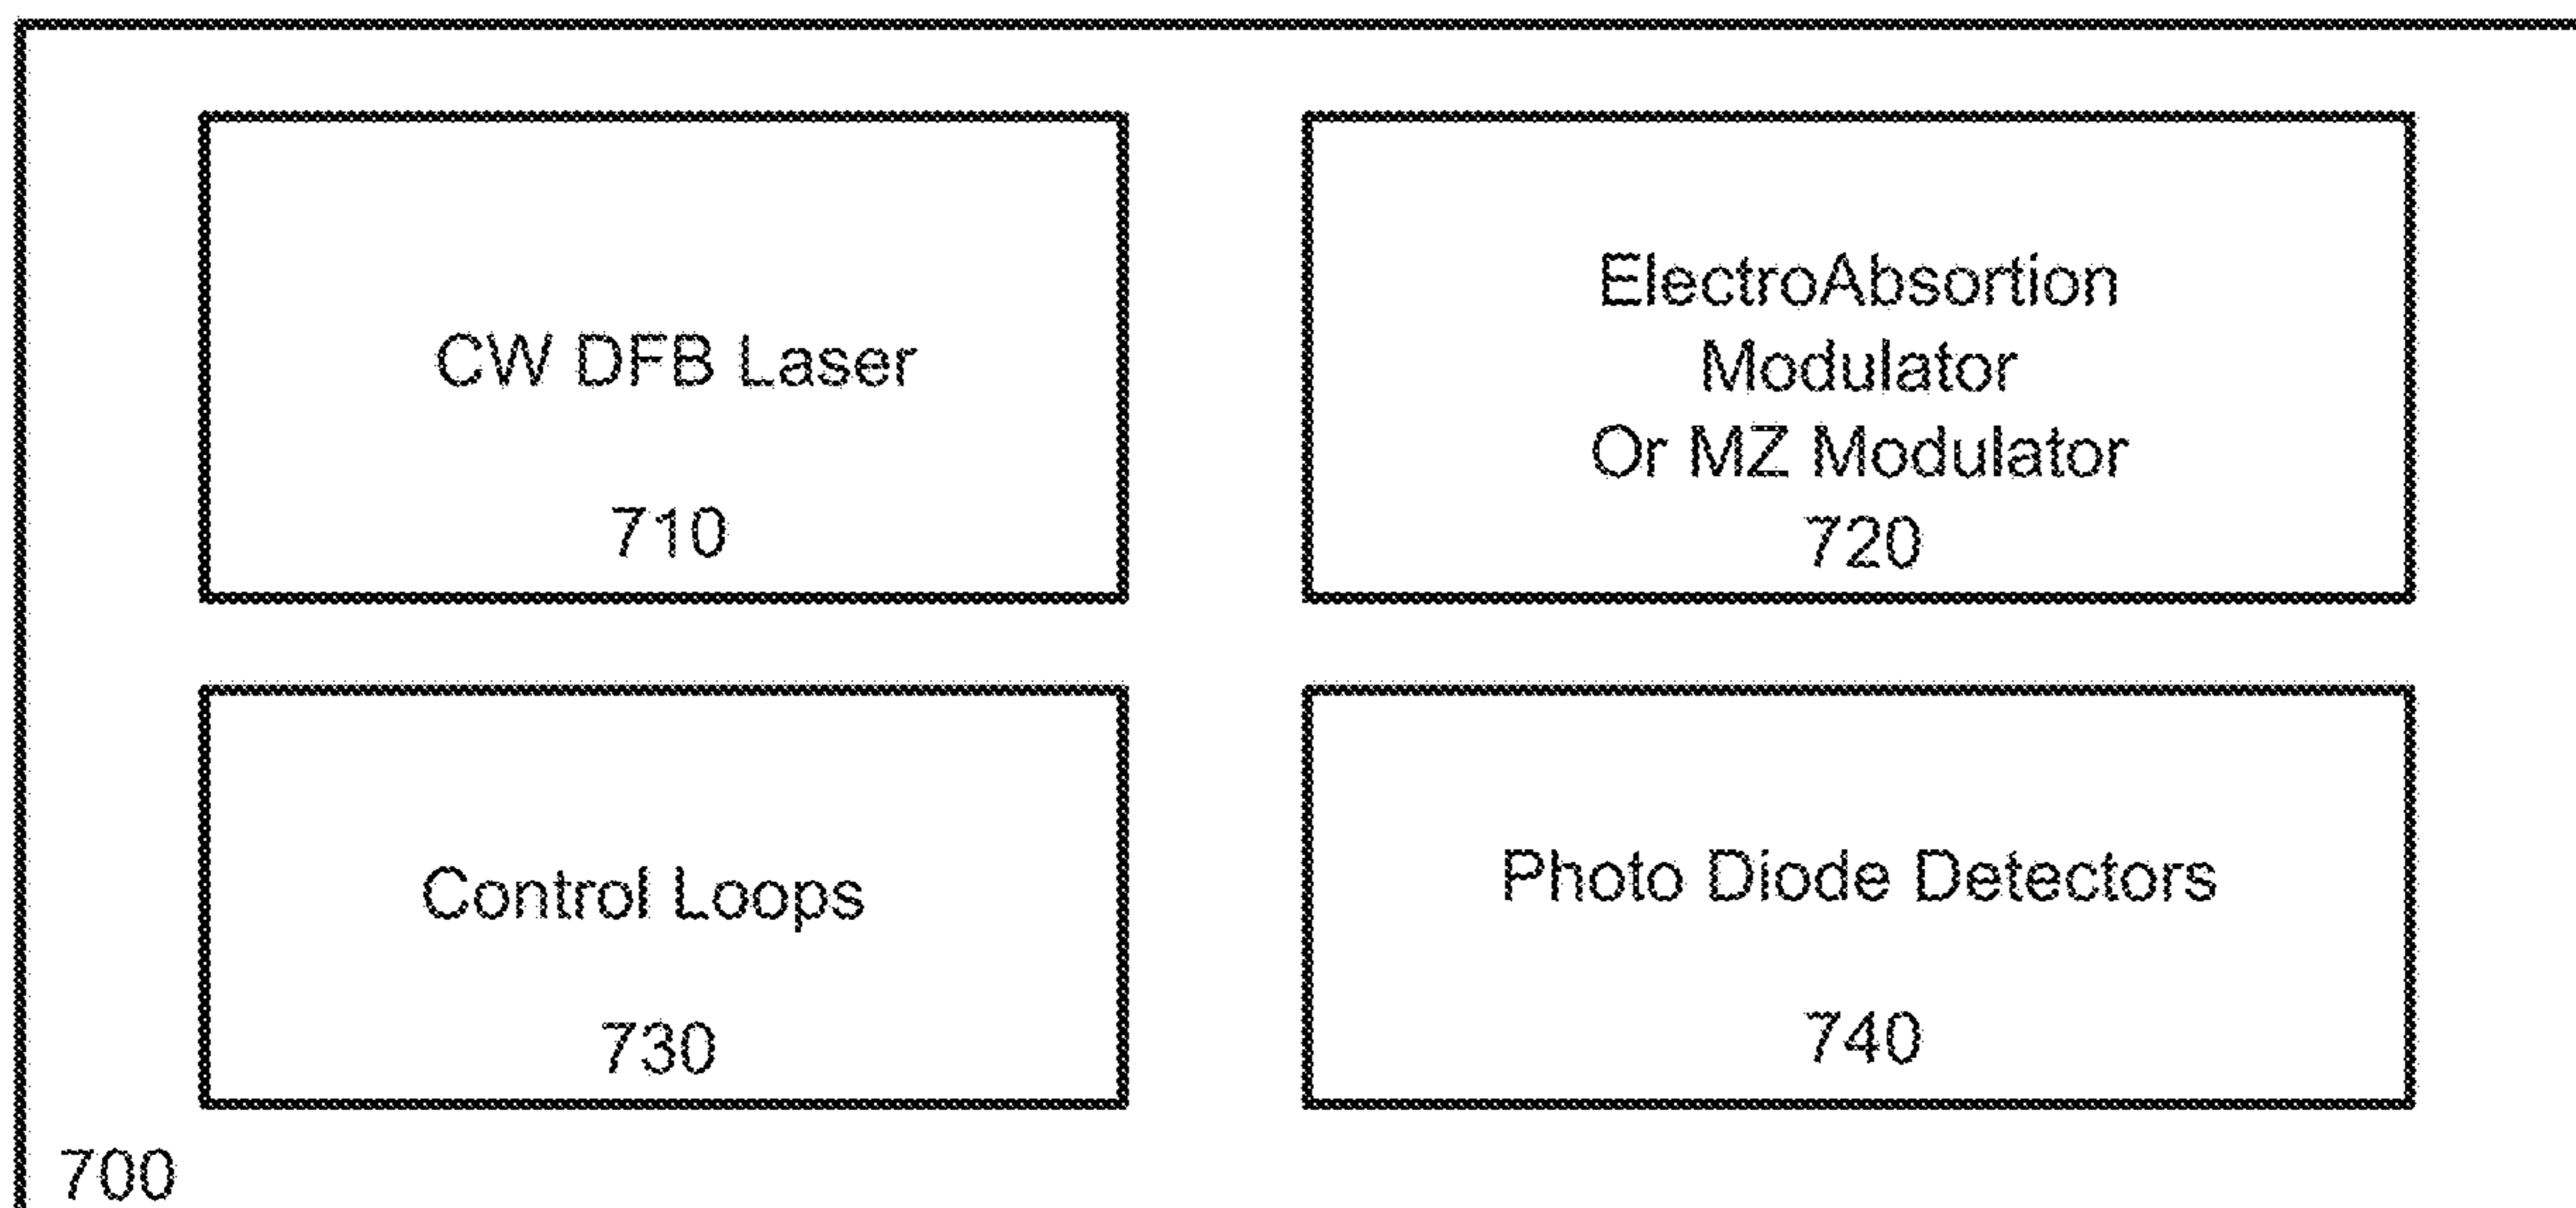 CW DFB Laser
710
ElectroAbsortion
Modulator
Or MZ Modulator
720
Control Loops
730
Photo Diode Detectors
740
700